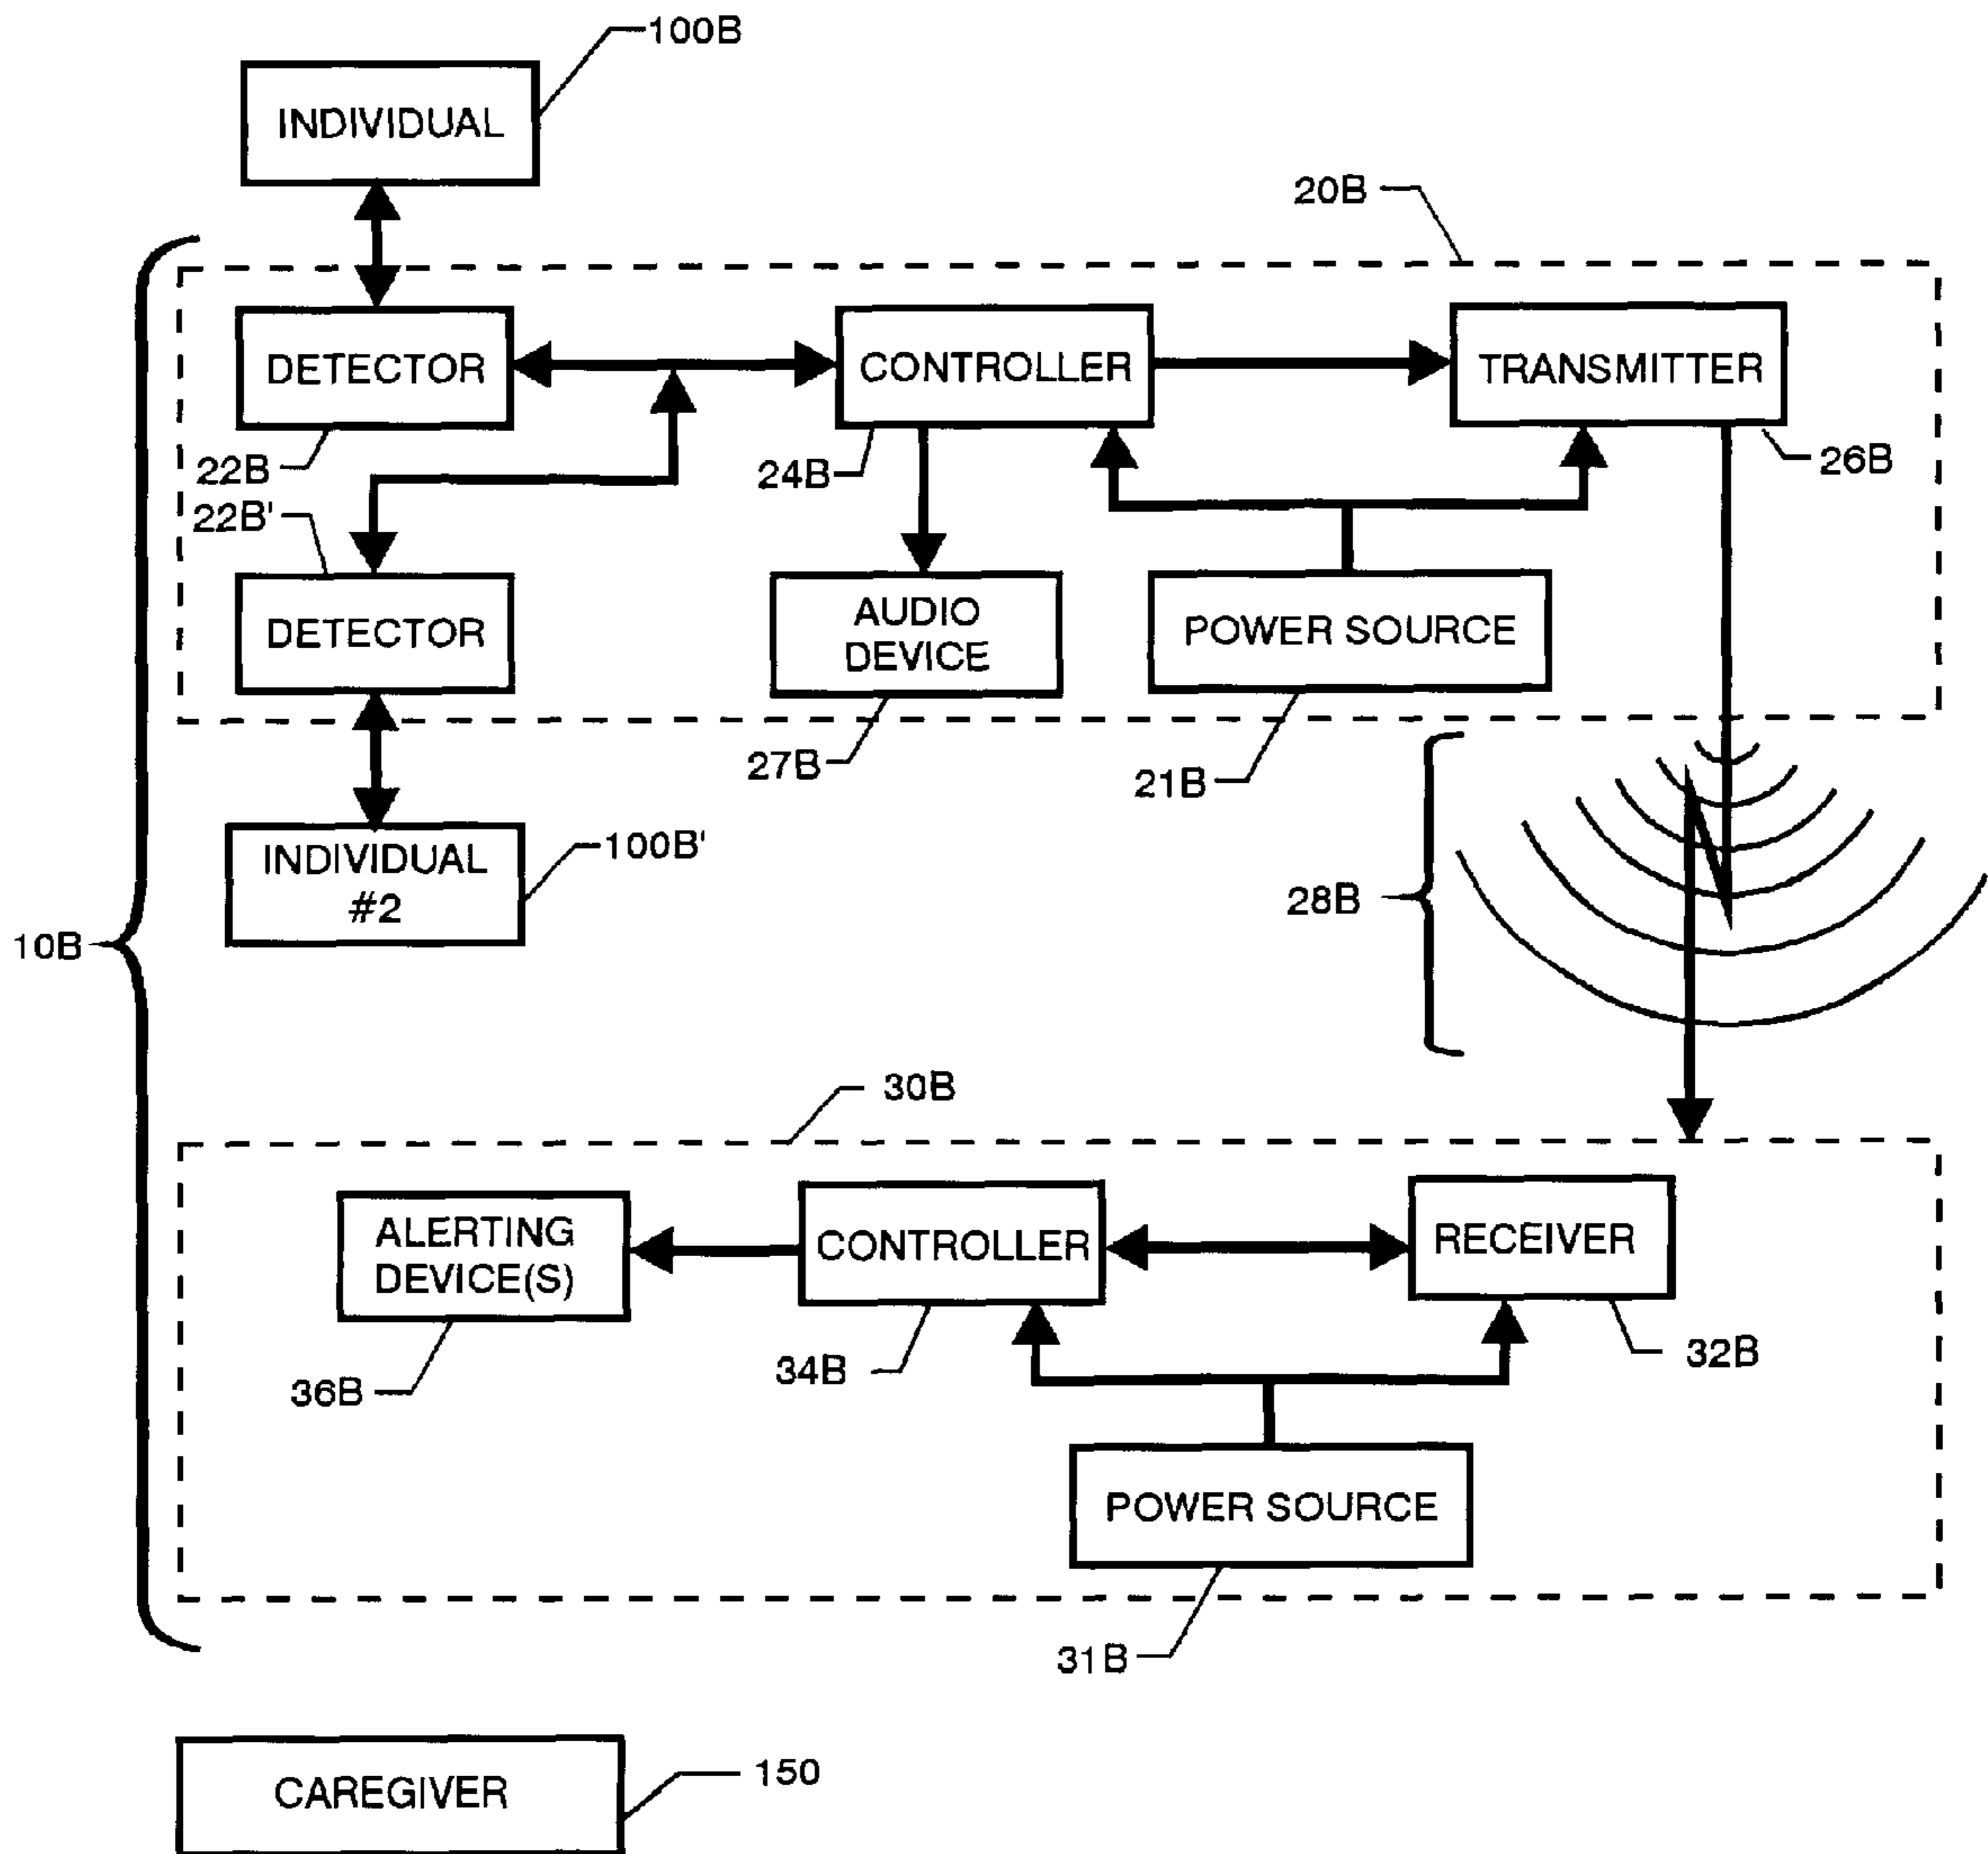 100B
INDIVIDUAL
20B
DETECTOR
CONTROLLER
TRANSMITTER
22B
24B
26B
22B'
DETECTOR
AUDIO
DEVICE
POWER SOURCE
27B
21B
INDIVIDUAL
#2
100B'
28B
10B
30B
ALERTING
DEVICE(S)
CONTROLLER
RECEIVER
36B
34B
32B
POWER SOURCE
31B
CAREGIVER
150